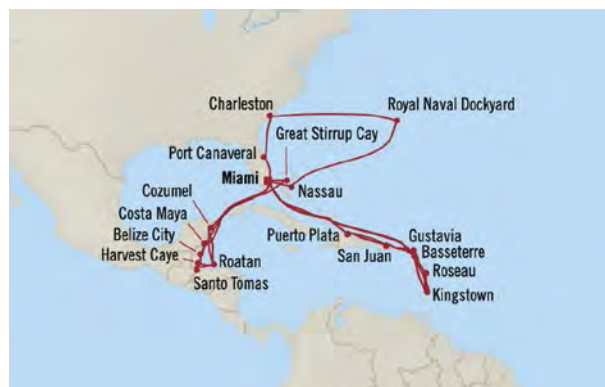 Charleston
Royal Naval Dockyard
Great Stirrup Cay
Port Canaveral
Miami
Nassau
Cozumel
Costa Maya
Belize City
Harvest Caye
Roatan
Santo Tomas
Puerto Plata
San Juan
Gustavia
Basseterre
Roseau
Kingstown